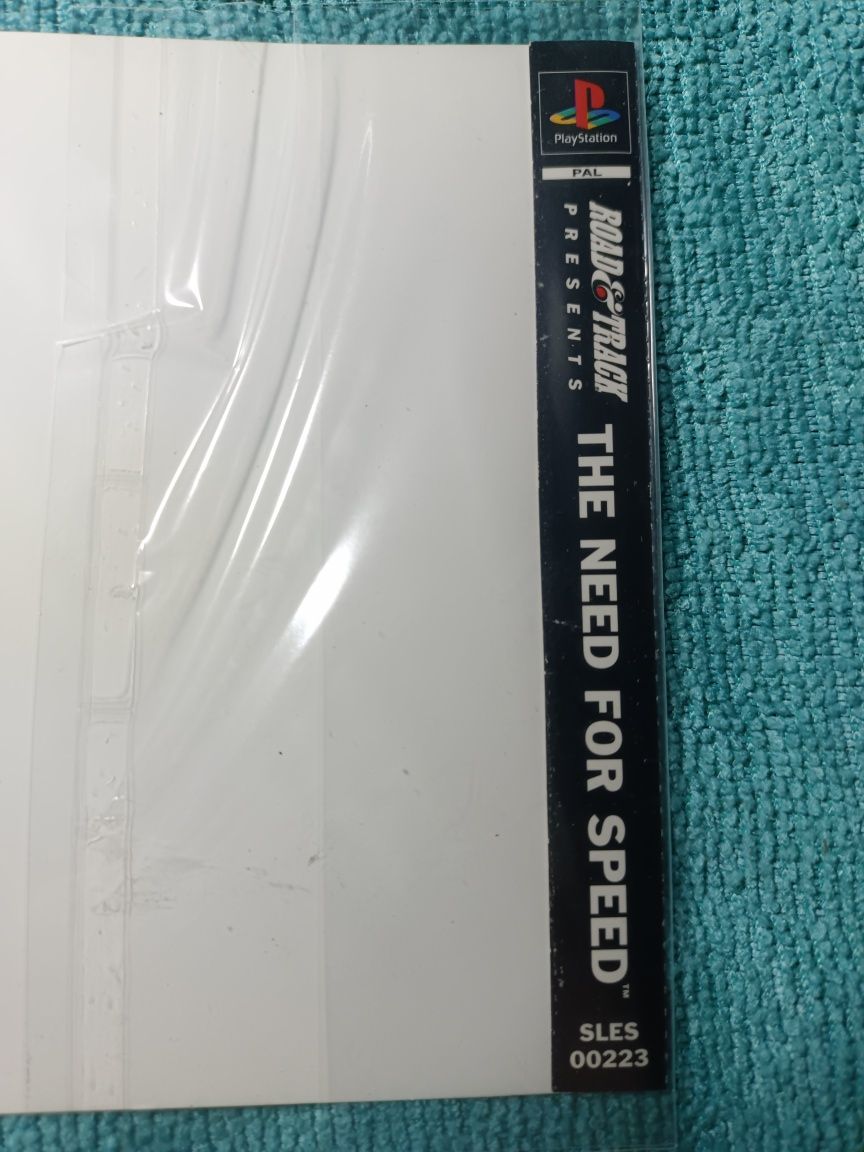 PlayStation
PAL
ROAD & TRACK
PRESENTS
THE NEED FOR SPEED™
SLES
00223